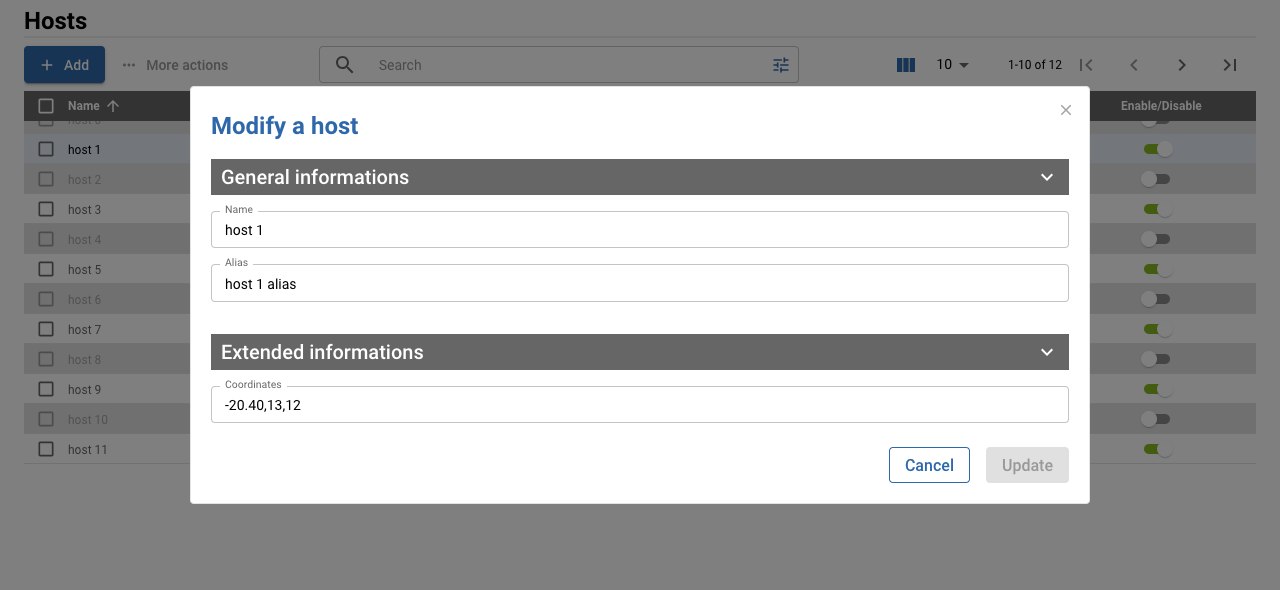 Hosts
Add
More actions
Search
10
1-10 of 12
Name
Enable/Disable
Modify a host
General informations
Name
host 1
Alias
host 1 alias
Extended informations
Coordinates
-20.40,13,12
Cancel
Update
host 1
host 2
host 3
host 4
host 5
host 6
host 7
host 8
host 9
host 10
host 11